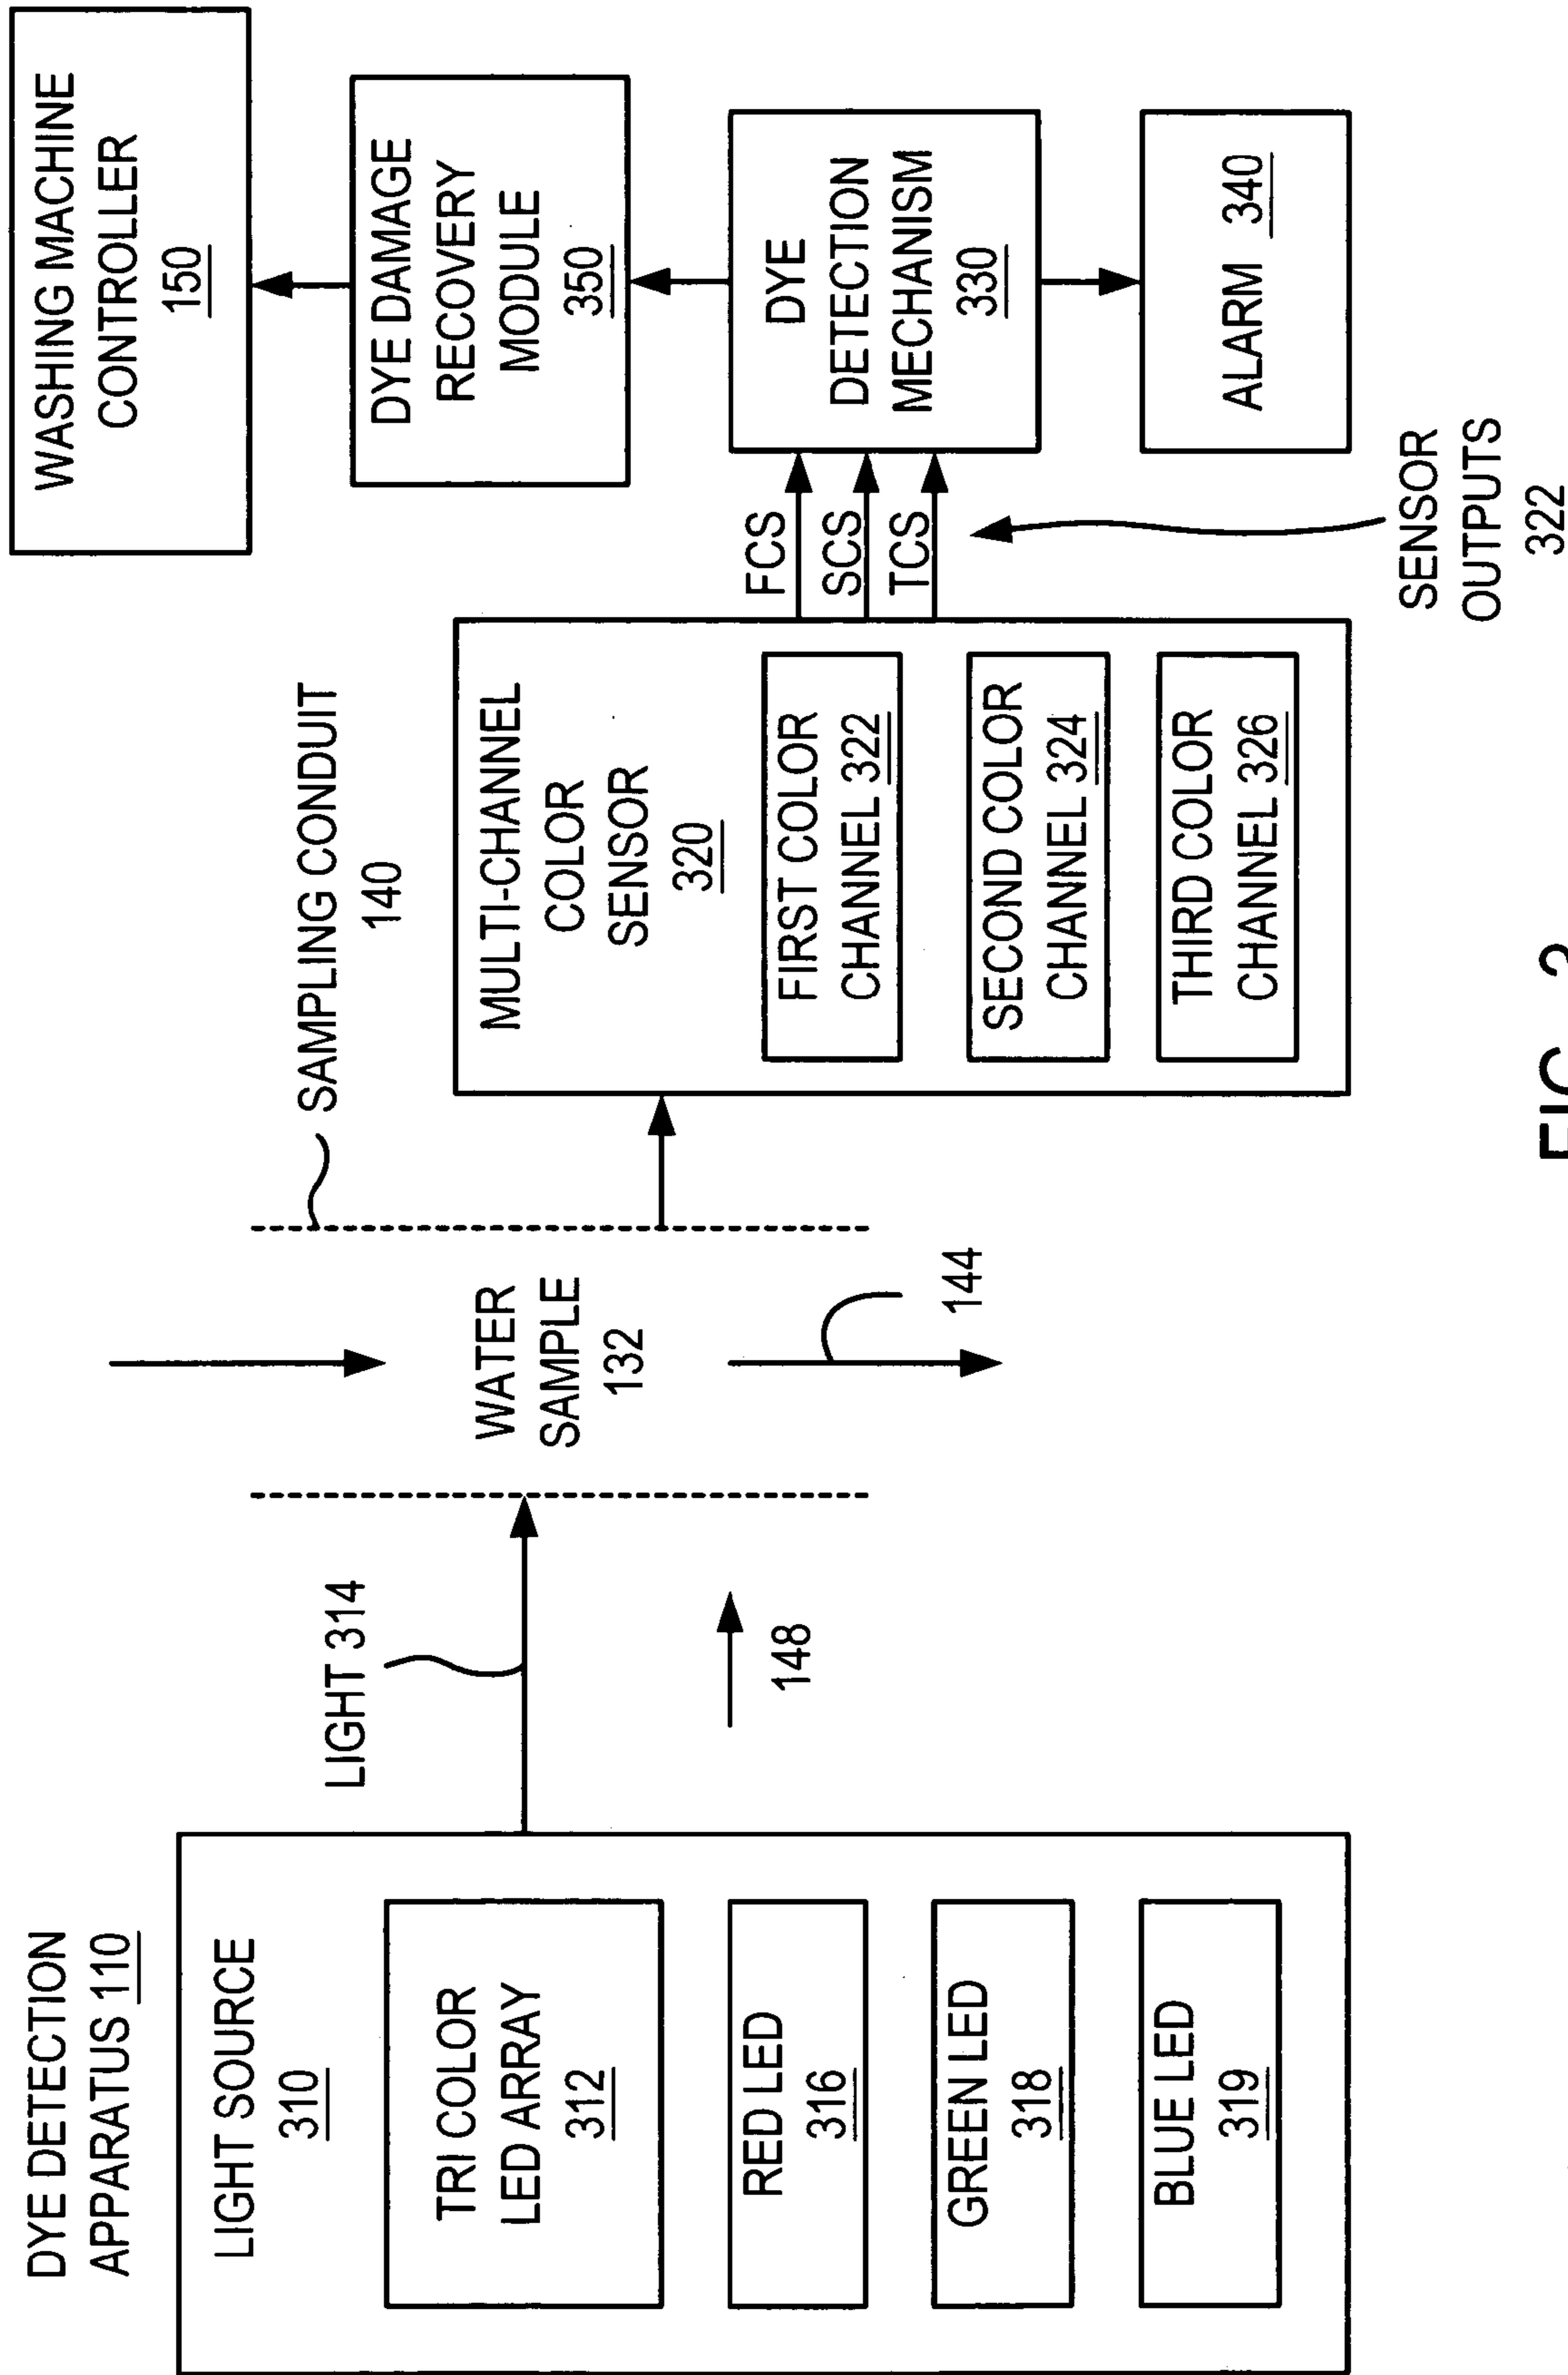 DYE DETECTION
APPARATUS 110
LIGHT SOURCE
310
TRI COLOR
LED ARRAY
312
RED LED
316
GREEN LED
318
BLUE LED
319
LIGHT 314
148
WATER
SAMPLE
132
144
SAMPLING CONDUIT
140
MULTI-CHANNEL
COLOR
SENSOR
320
FIRST COLOR
CHANNEL 322
SECOND COLOR
CHANNEL 324
THIRD COLOR
CHANNEL 326
FCS
SCS
TCS
SENSOR
OUTPUTS
322
WASHING MACHINE
CONTROLLER
150
DYE DAMAGE
RECOVERY
MODULE
350
DYE
DETECTION
MECHANISM
330
ALARM 340